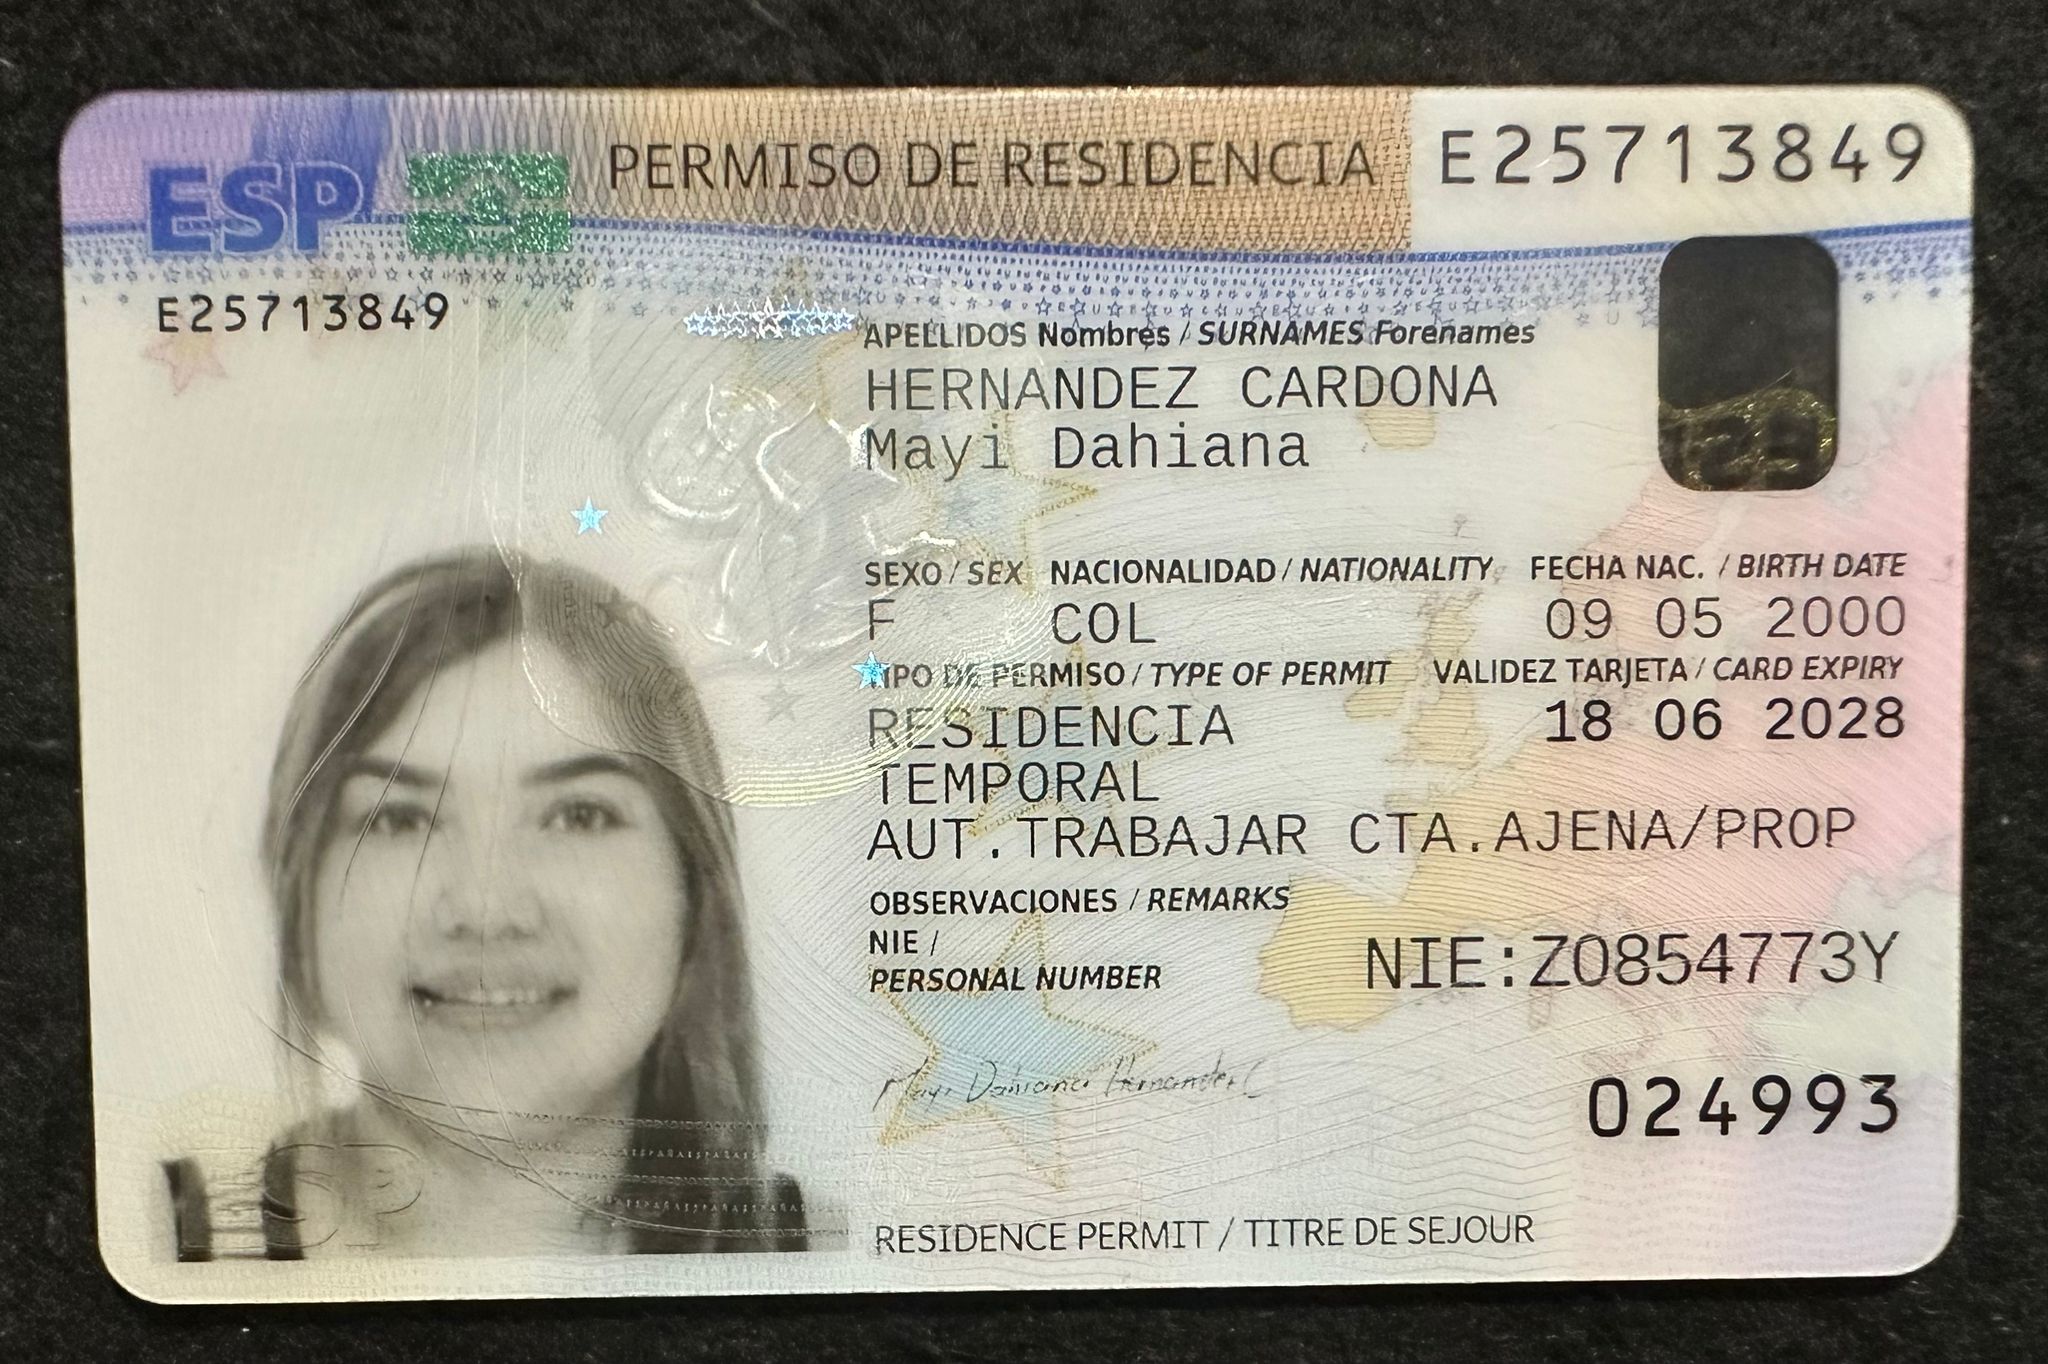 ESP
PERMISO DE RESIDENCIA
E25713849
E25713849
APELLIDOS Nombres / SURNAMES Forenames
HERNANDEZ CARDONA
Mayi Dahiana
SEXO / SEX NACIONALIDAD / NATIONALITY FECHA NAC. / BIRTH DATE
F COL 09 05 2000
TIPO DE PERMISO / TYPE OF PERMIT VALIDEZ TARJETA / CARD EXPIRY
RESIDENCIA 18 06 2028
TEMPORAL
AUT.TRABAJAR CTA.AJENA/PROP
OBSERVACIONES / REMARKS
NIE /
PERSONAL NUMBER
NIE:Z0854773Y
Mayi Dahiana Hernandez C
024993
RESIDENCE PERMIT / TITRE DE SEJOUR